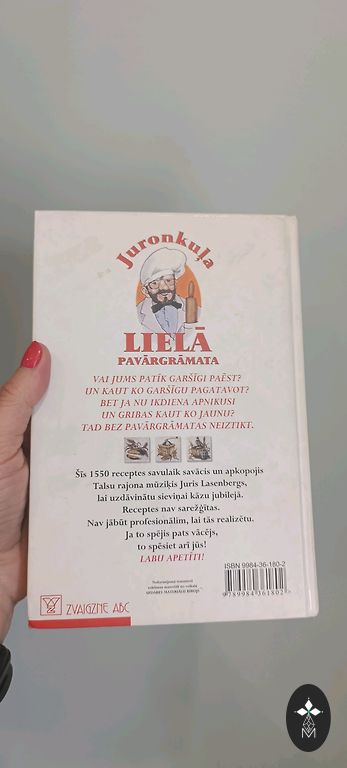 Juronkuļa
LIELĀ
PAVĀRGRĀMATA
VAI JUMS PATĪK GARŠĪGI PAĒST?
UN KAUT KO GARŠĪGU PAGATAVOT?
BET JA NU IKDIENA APNIKUSI
UN GRIBAS KAUT KO JAUNU?
TAD BEZ PAVĀRGRĀMATAS NEIZTIKT.
Šīs 1550 receptes savulaik savācis un apkopojis
Talsu rajona mūziķis Juris Lasenbergs,
lai uzdāvinātu sieviņai kāzu jubilejā.
Receptes nav sarežģītas.
Nav jābūt profesionālim, lai tās realizētu.
Ja to spējis pats vācējs,
to spēsiet arī jūs!
LABU APETĪTI!
ISBN 9984-36-180-2
9789984361802
ZVAIGZNE ABC
M